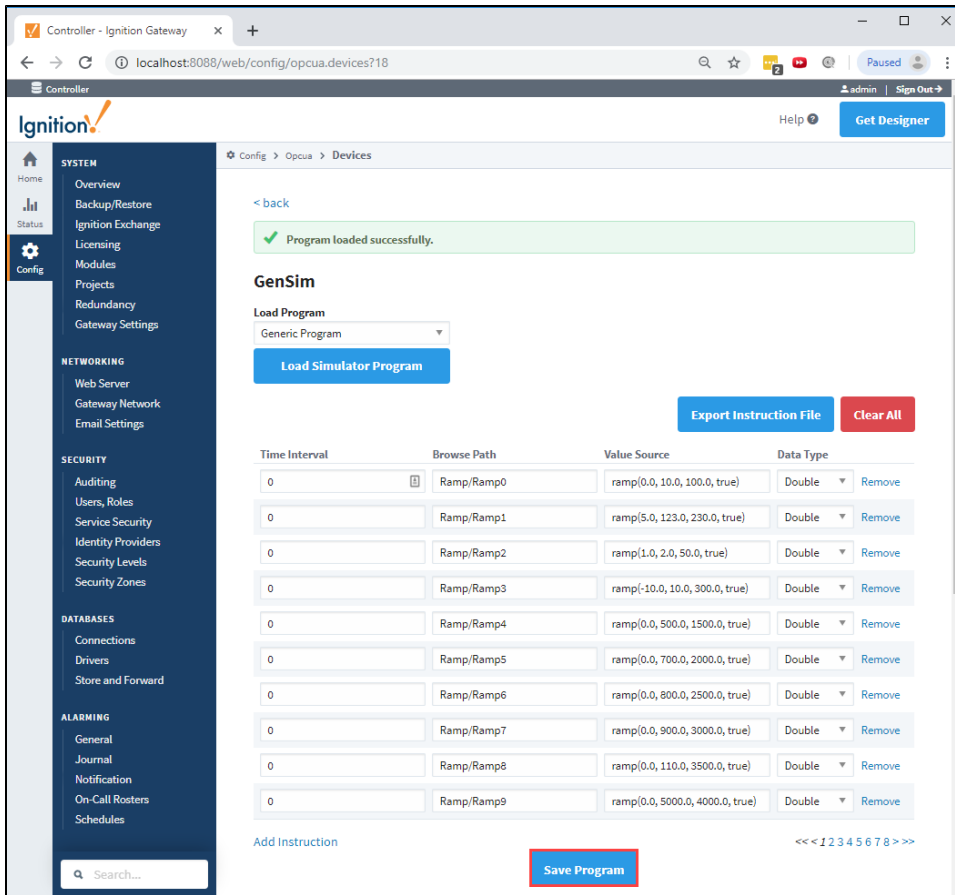 Controller - Ignition Gateway
localhost:8088/web/config/opcua.devices?18
2
Paused
Controller
admin | Sign Out
Ignition!
Help
Get Designer
Home
Status
Config
SYSTEM
Overview
Backup/Restore
Ignition Exchange
Licensing
Modules
Projects
Redundancy
Gateway Settings
NETWORKING
Web Server
Gateway Network
Email Settings
SECURITY
Auditing
Users, Roles
Service Security
Identity Providers
Security Levels
Security Zones
DATABASES
Connections
Drivers
Store and Forward
ALARMING
General
Journal
Notification
On-Call Rosters
Schedules
Search...
Config > Opcua > Devices
< back
Program loaded successfully.
GenSim
Load Program
Generic Program
Load Simulator Program
Export Instruction File
Clear All
Time Interval Browse Path Value Source Data Type
0 Ramp/Ramp0 ramp(0.0, 10.0, 100.0, true) Double Remove
0 Ramp/Ramp1 ramp(5.0, 123.0, 230.0, true) Double Remove
0 Ramp/Ramp2 ramp(1.0, 2.0, 50.0, true) Double Remove
0 Ramp/Ramp3 ramp(-10.0, 10.0, 300.0, true) Double Remove
0 Ramp/Ramp4 ramp(0.0, 500.0, 1500.0, true) Double Remove
0 Ramp/Ramp5 ramp(0.0, 700.0, 2000.0, true) Double Remove
0 Ramp/Ramp6 ramp(0.0, 800.0, 2500.0, true) Double Remove
0 Ramp/Ramp7 ramp(0.0, 900.0, 3000.0, true) Double Remove
0 Ramp/Ramp8 ramp(0.0, 110.0, 3500.0, true) Double Remove
0 Ramp/Ramp9 ramp(0.0, 5000.0, 4000.0, true) Double Remove
Add Instruction
<< < 1 2 3 4 5 6 7 8 > >>
Save Program